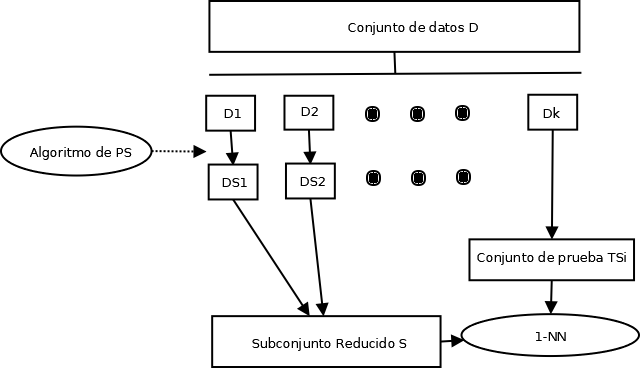 Conjunto de datos D
D1
D2
Dk
Algoritmo de PS
DS1
DS2
Conjunto de prueba TSi
Subconjunto Reducido S
1-NN